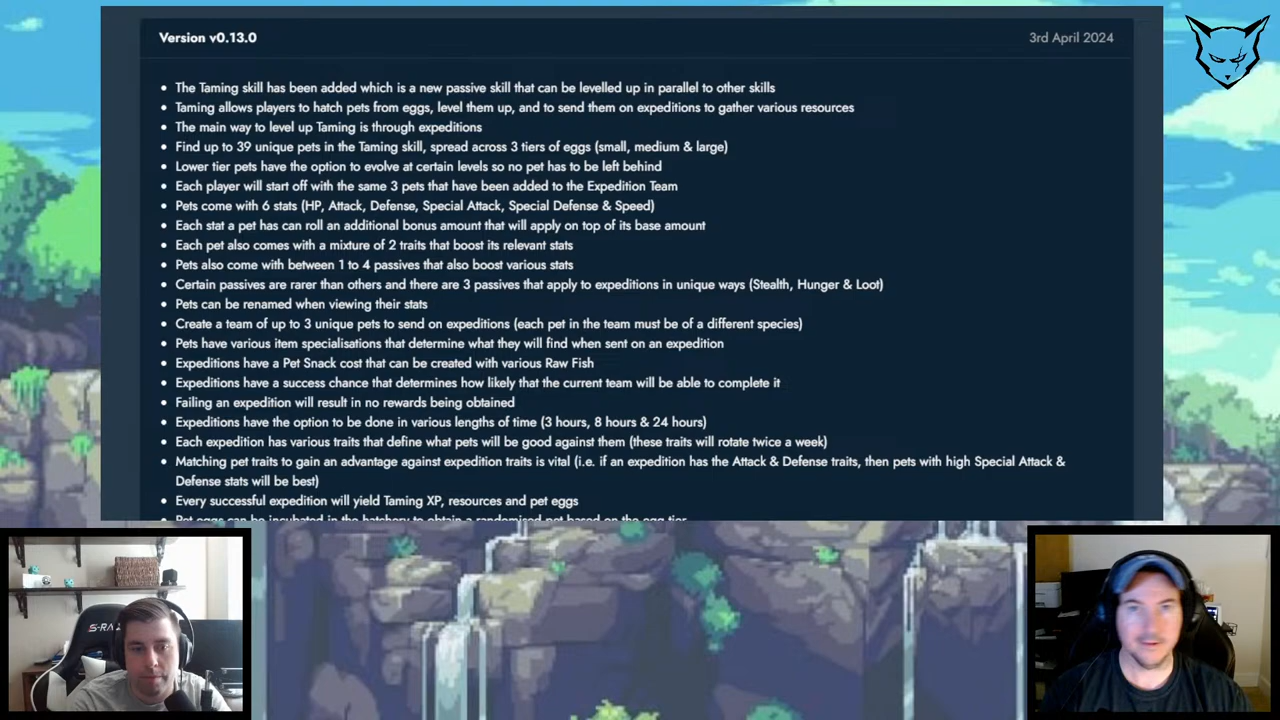 Version v0.13.0
3rd April 2024
The Taming skill has been added which is a new passive skill that can be levelled up in parallel to other skills
Taming allows players to hatch pets from eggs, level them up, and to send them on expeditions to gather various resources
The main way to level up Taming is through expeditions
Find up to 39 unique pets in the Taming skill, spread across 3 tiers of eggs (small, medium & large)
Lower tier pets have the option to evolve at certain levels so no pet has to be left behind
Each player will start off with the same 3 pets that have been added to the Expedition Team
Pets come with 6 stats (HP, Attack, Defense, Special Attack, Special Defense & Speed)
Each stat a pet has can roll an additional bonus amount that will apply on top of its base amount
Each pet also comes with a mixture of 2 traits that boost its relevant stats
Pets also come with between 1 to 4 passives that also boost various stats
Certain passives are rarer than others and there are 3 passives that apply to expeditions in unique ways (Stealth, Hunger & Loot)
Pets can be renamed when viewing their stats
Create a team of up to 3 unique pets to send on expeditions (each pet in the team must be of a different species)
Pets have various item specialisations that determine what they will find when sent on an expedition
Expeditions have a Pet Snack cost that can be created with various Raw Fish
Expeditions have a success chance that determines how likely that the current team will be able to complete it
Failing an expedition will result in no rewards being obtained
Expeditions have the option to be done in various lengths of time (3 hours, 8 hours & 24 hours)
Each expedition has various traits that define what pets will be good against them (these traits will rotate twice a week)
Matching pet traits to gain an advantage against expedition traits is vital (i.e. if an expedition has the Attack & Defense traits, then pets with high Special Attack &
Defense stats will be best)
Every successful expedition will yield Taming XP, resources and pet eggs
Pet eggs can be incubated in the hatchery to obtain a randomised pet based on the egg tier
S-RA